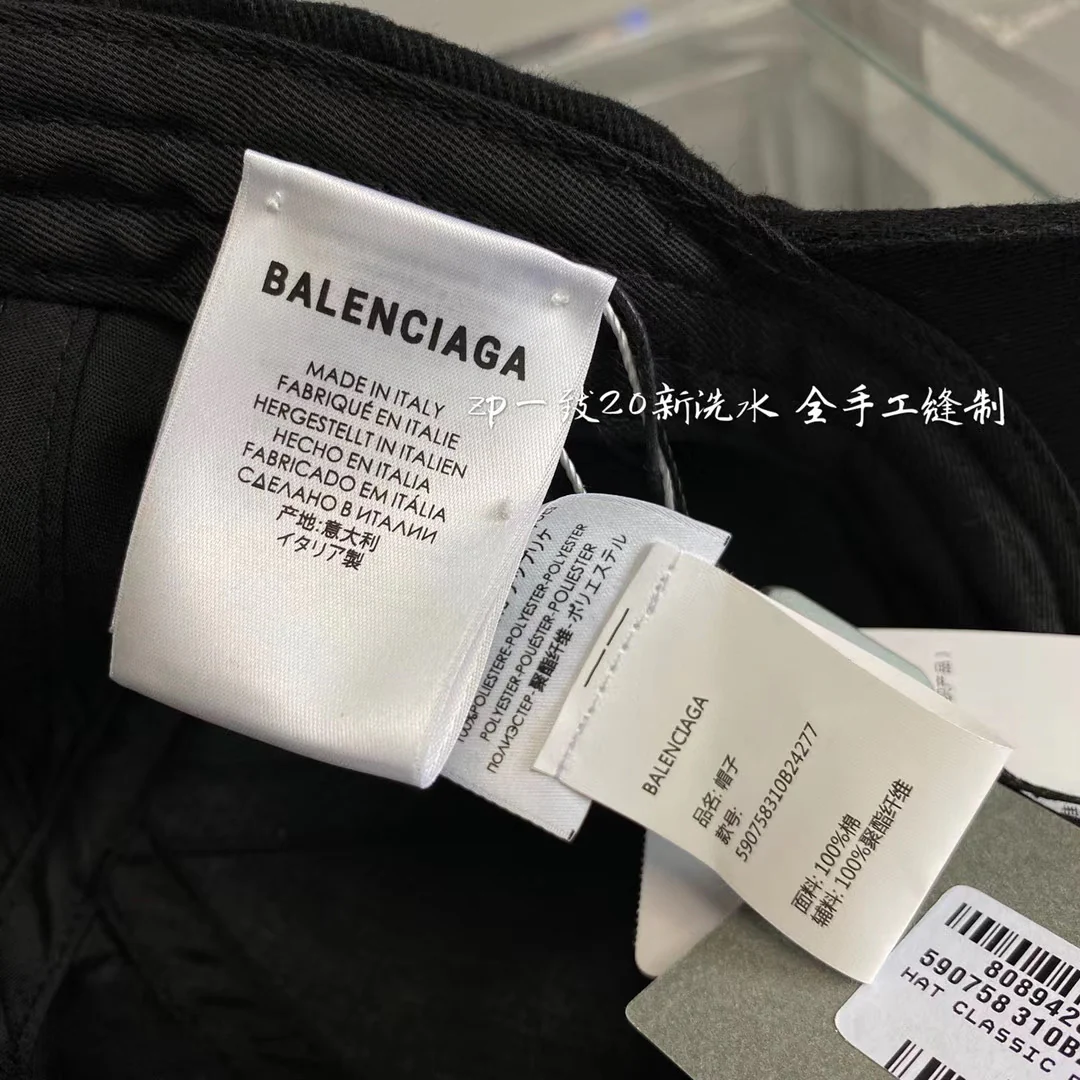 BALENCIAGA
MADE IN ITALY
FABRIQUÉ EN ITALIE
HERGESTELLT IN ITALIEN
HECHO EN ITALIA
FABRICADO EM ITÁLIA
СДЕЛАНО В ИТАЛИИ
产地:意大利
イタリア製
zp一致20新洗水 全手工缝制
100%POLIESTERE-POLYESTER-POLYESTER
POLYESTER-POLIÉSTER-POLIESTER
ПОЛИЭСТЕР-聚酯纤维-ポリエステル
BALENCIAGA
品名: 帽子
款号:
590758310B24277
面料: 100%棉
辅料: 100%聚酯纤维
590758 310B
HAT CLASSIC